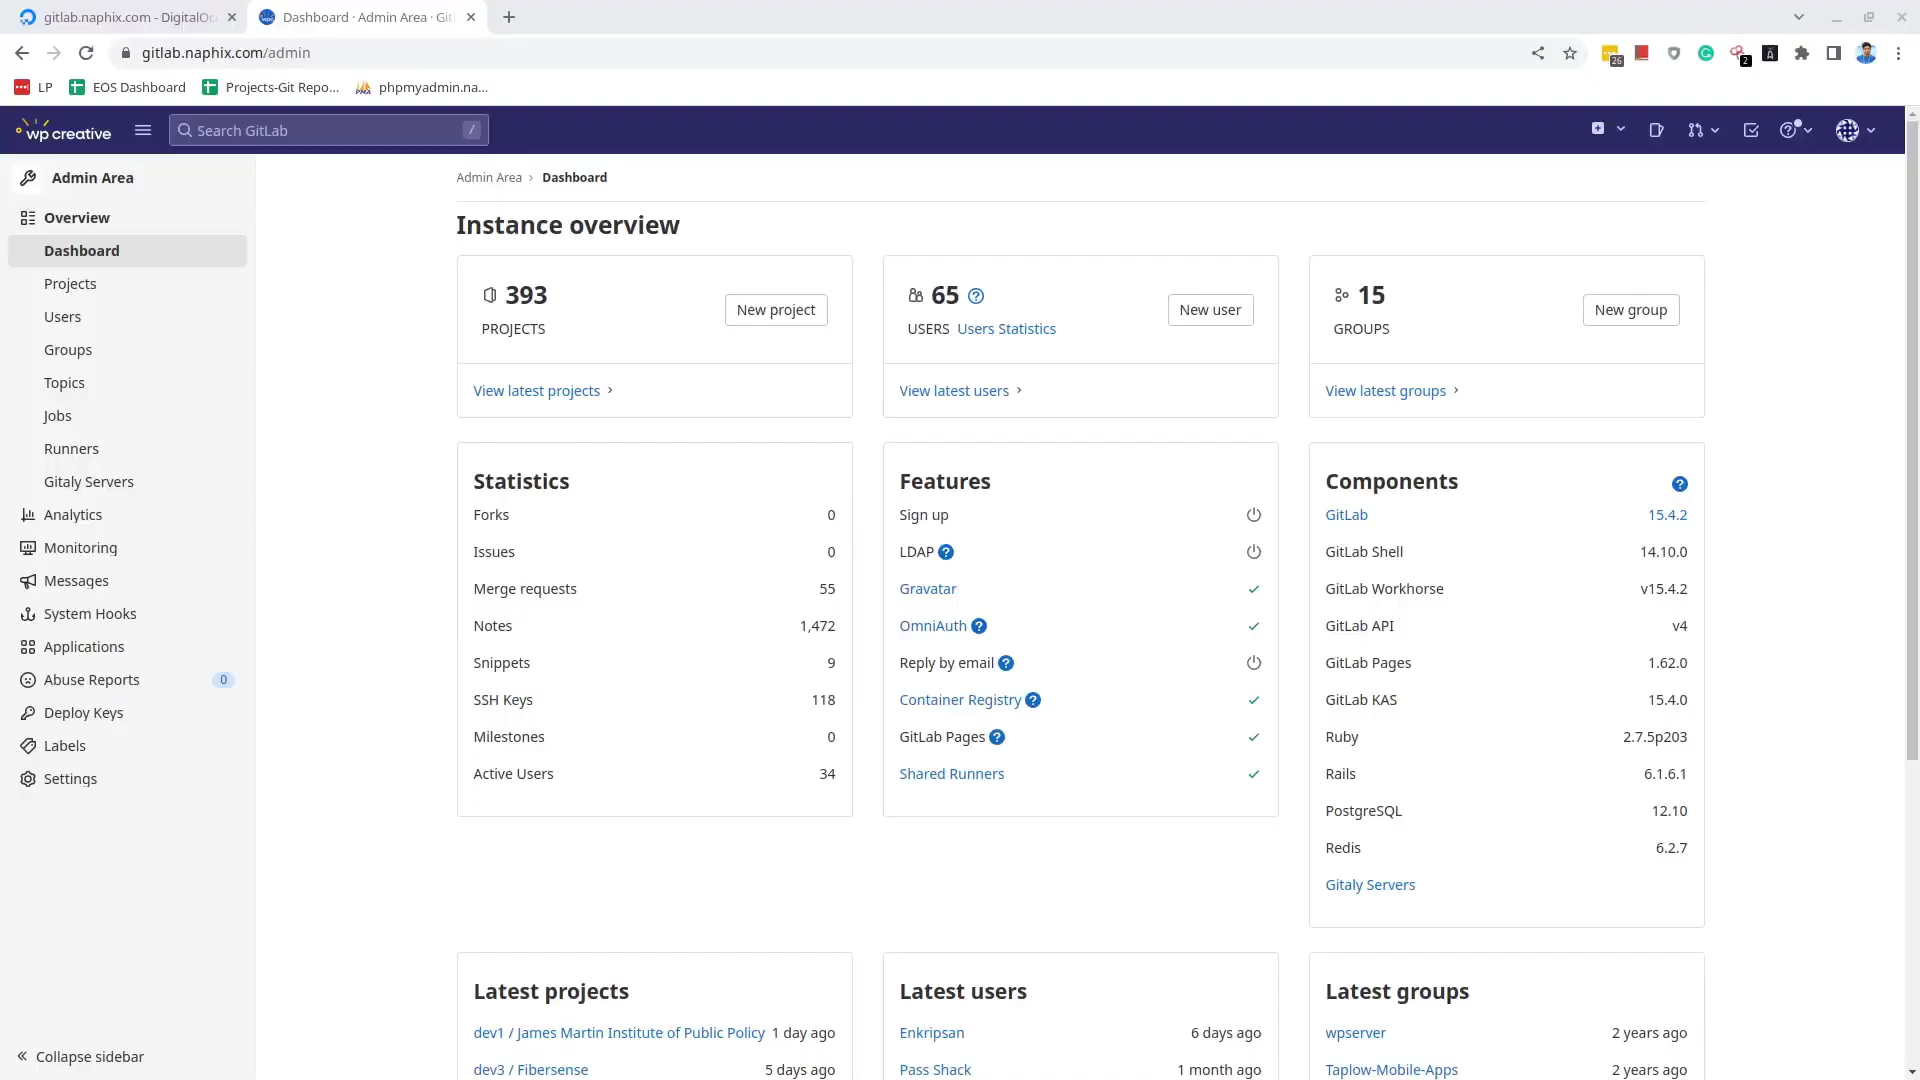 gitlab.naphix.com - DigitalOc
Dashboard · Admin Area · Gitl
gitlab.naphix.com/admin
26
2
LP
EOS Dashboard
Projects-Git Repo...
phpmyadmin.na...
wp creative
Search GitLab
/
Admin Area
Overview
Dashboard
Projects
Users
Groups
Topics
Jobs
Runners
Gitaly Servers
Analytics
Monitoring
Messages
System Hooks
Applications
Abuse Reports 0
Deploy Keys
Labels
Settings
Collapse sidebar
Admin Area › Dashboard
Instance overview
393
PROJECTS
New project
View latest projects
65
USERS Users Statistics
New user
View latest users
15
GROUPS
New group
View latest groups
Statistics
Forks 0
Issues 0
Merge requests 55
Notes 1,472
Snippets 9
SSH Keys 118
Milestones 0
Active Users 34
Features
Sign up
LDAP
Gravatar
OmniAuth
Reply by email
Container Registry
GitLab Pages
Shared Runners
Components
GitLab 15.4.2
GitLab Shell 14.10.0
GitLab Workhorse v15.4.2
GitLab API v4
GitLab Pages 1.62.0
GitLab KAS 15.4.0
Ruby 2.7.5p203
Rails 6.1.6.1
PostgreSQL 12.10
Redis 6.2.7
Gitaly Servers
Latest projects
dev1 / James Martin Institute of Public Policy 1 day ago
dev3 / Fibersense 5 days ago
Latest users
Enkripsan 6 days ago
Pass Shack 1 month ago
Latest groups
wpserver 2 years ago
Taplow-Mobile-Apps 2 years ago